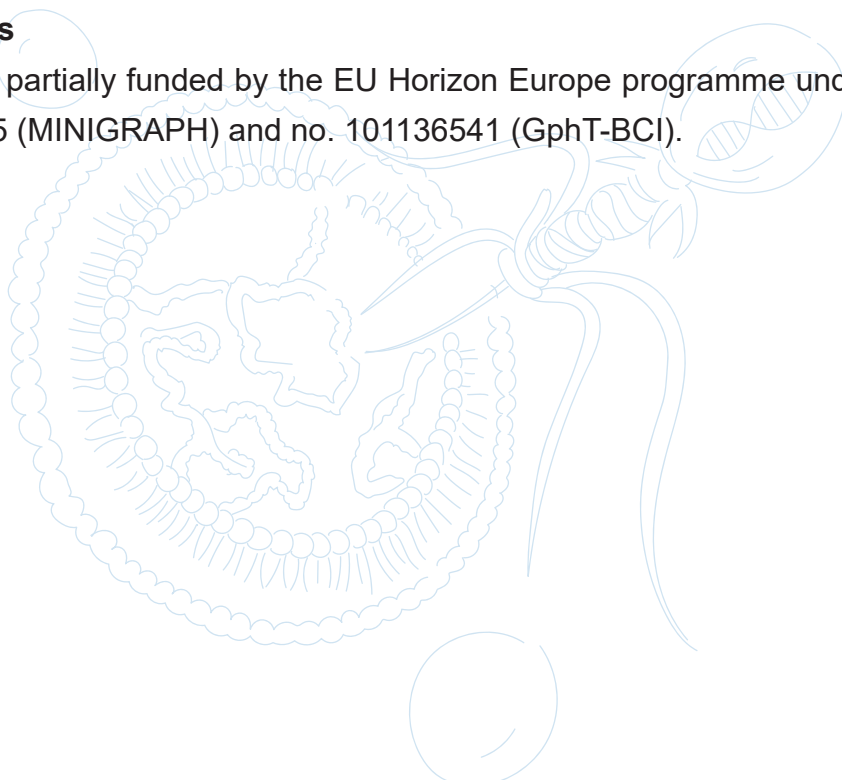 s
partially funded by the EU Horizon Europe programme und
5 (MINIGRAPH) and no. 101136541 (GphT-BCI).